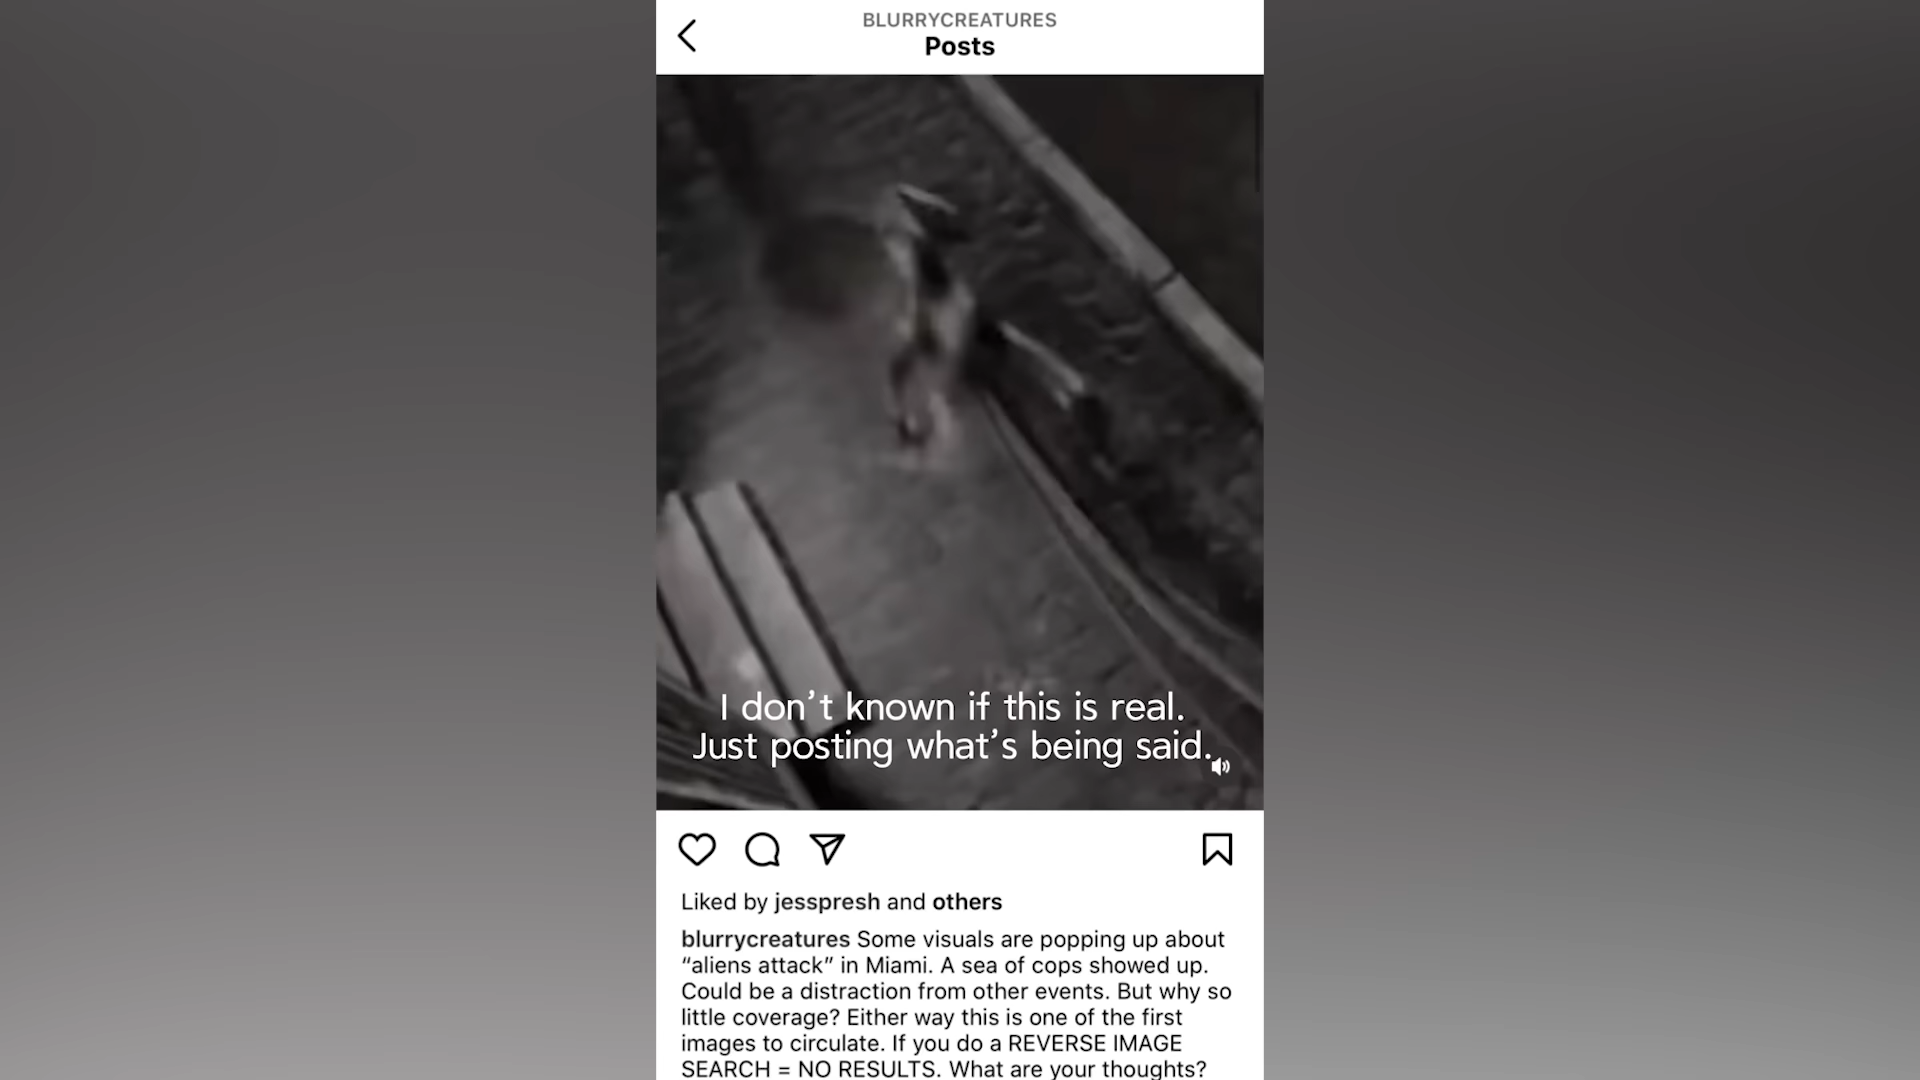 BLURRYCREATURES
Posts
I don't known if this is real.
Just posting what's being said.
Liked by jesspresh and others
blurrycreatures Some visuals are popping up about
“aliens attack” in Miami. A sea of cops showed up.
Could be a distraction from other events. But why so
little coverage? Either way this is one of the first
images to circulate. If you do a REVERSE IMAGE
SEARCH = NO RESULTS. What are your thoughts?